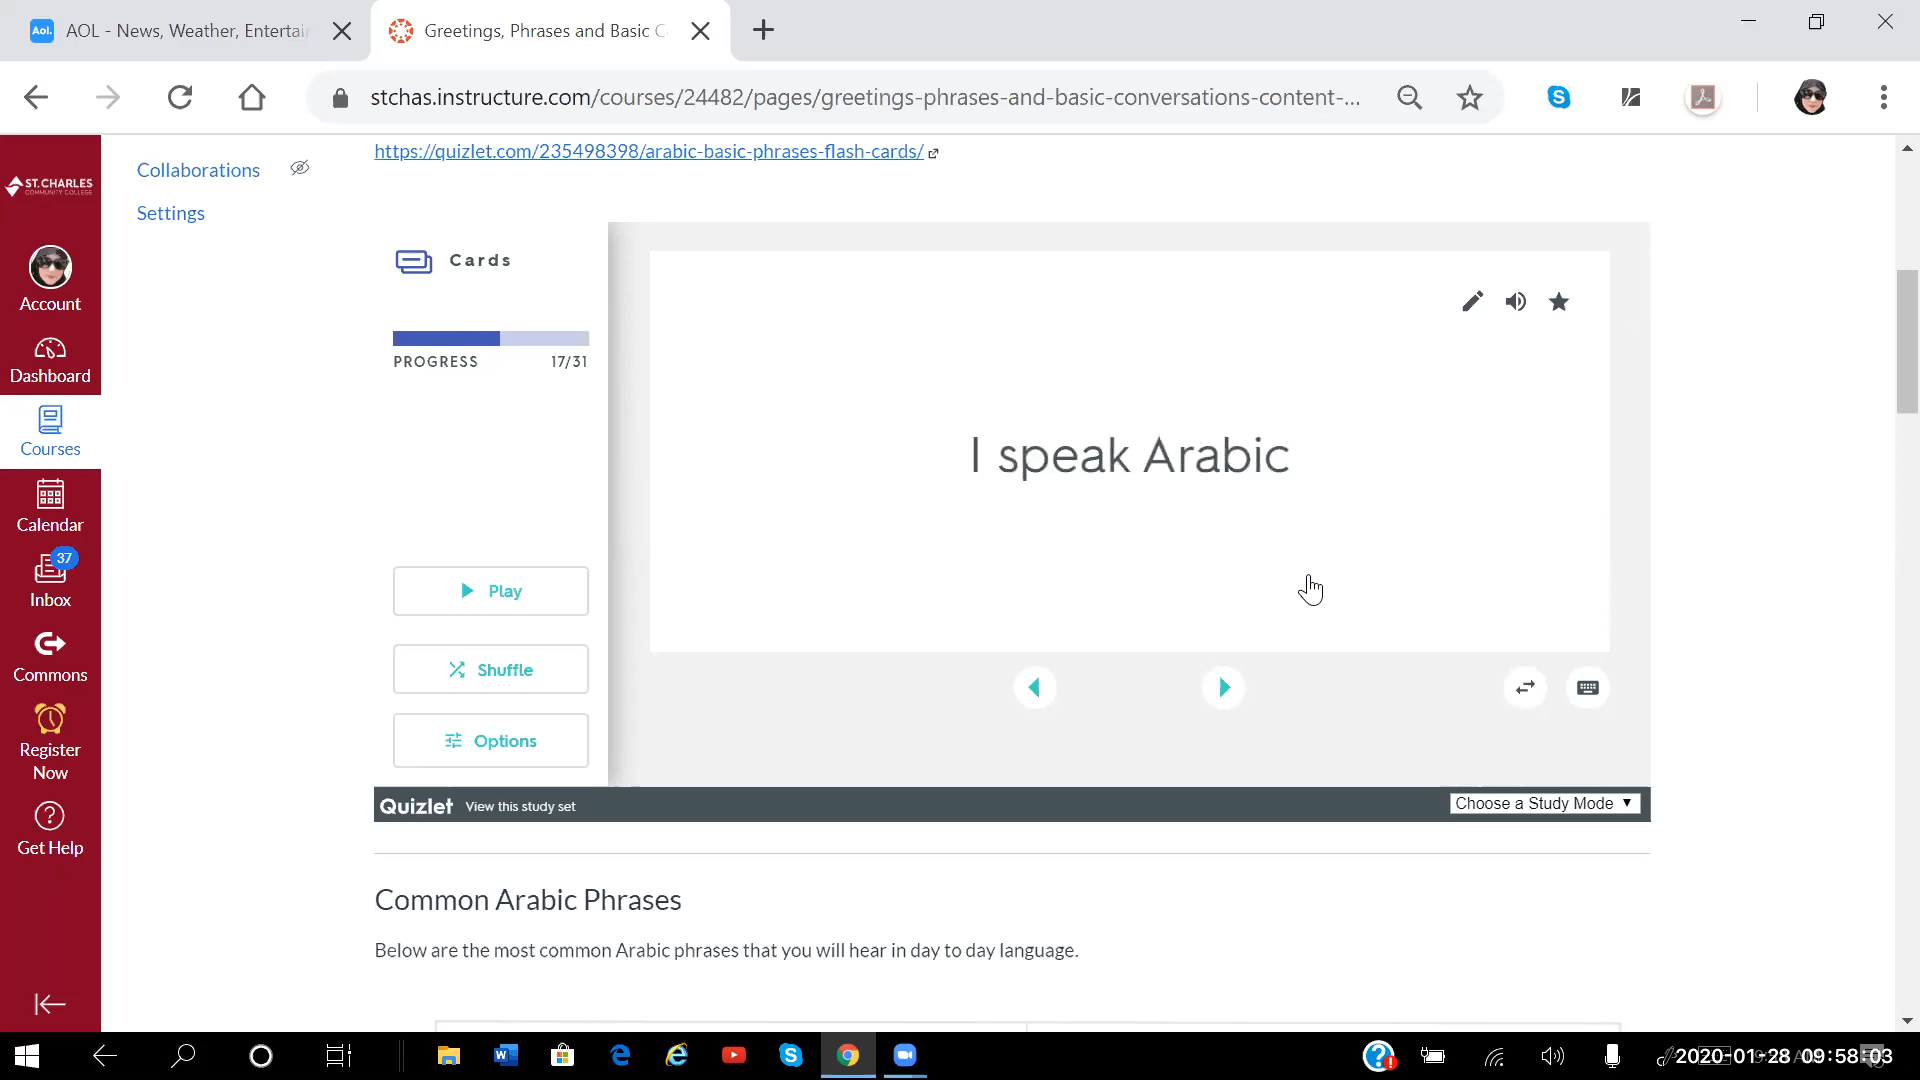 Aol. AOL - News, Weather, Entertai
Greetings, Phrases and Basic C
stchas.instructure.com/courses/24482/pages/greetings-phrases-and-basic-conversations-content-...
ST.CHARLES
COMMUNITY COLLEGE
Account
Dashboard
Courses
Calendar
37
Inbox
Commons
Register
Now
Get Help
Collaborations
Settings
https://quizlet.com/235498398/arabic-basic-phrases-flash-cards/
Cards
PROGRESS 17/31
Play
Shuffle
Options
I speak Arabic
Quizlet View this study set
Choose a Study Mode
Common Arabic Phrases
Below are the most common Arabic phrases that you will hear in day to day language.
2020-01-28 09:58:03